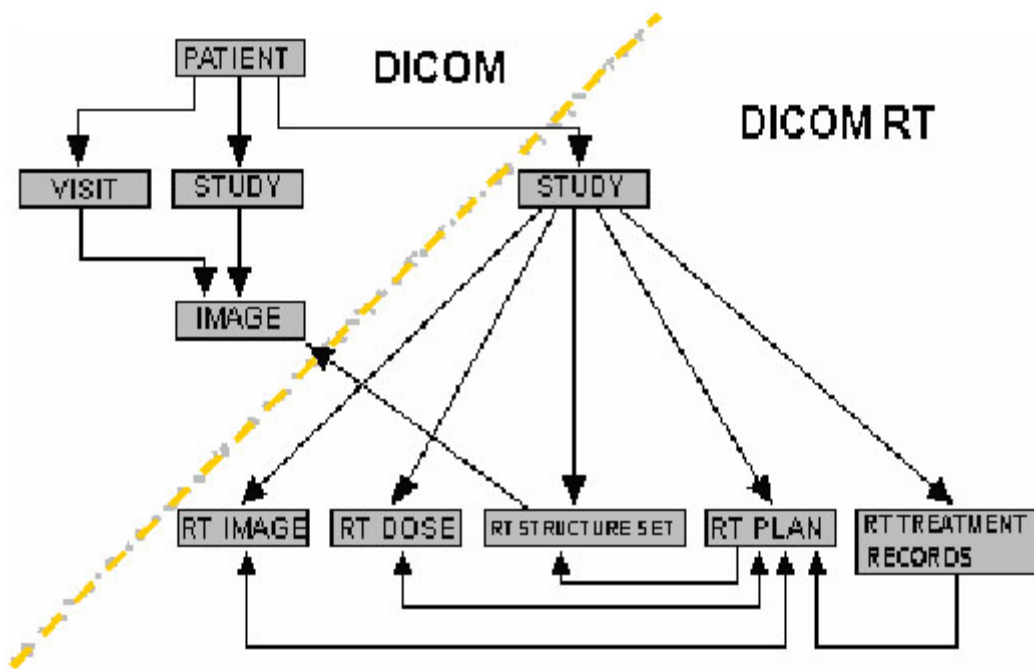 PATIENT
DICOM
DICOM RT
VISIT
STUDY
STUDY
IMAGE
RT IMAGE
RT DOSE
RT STRUCTURE SET
RT PLAN
RT TREATMENT
RECORDS